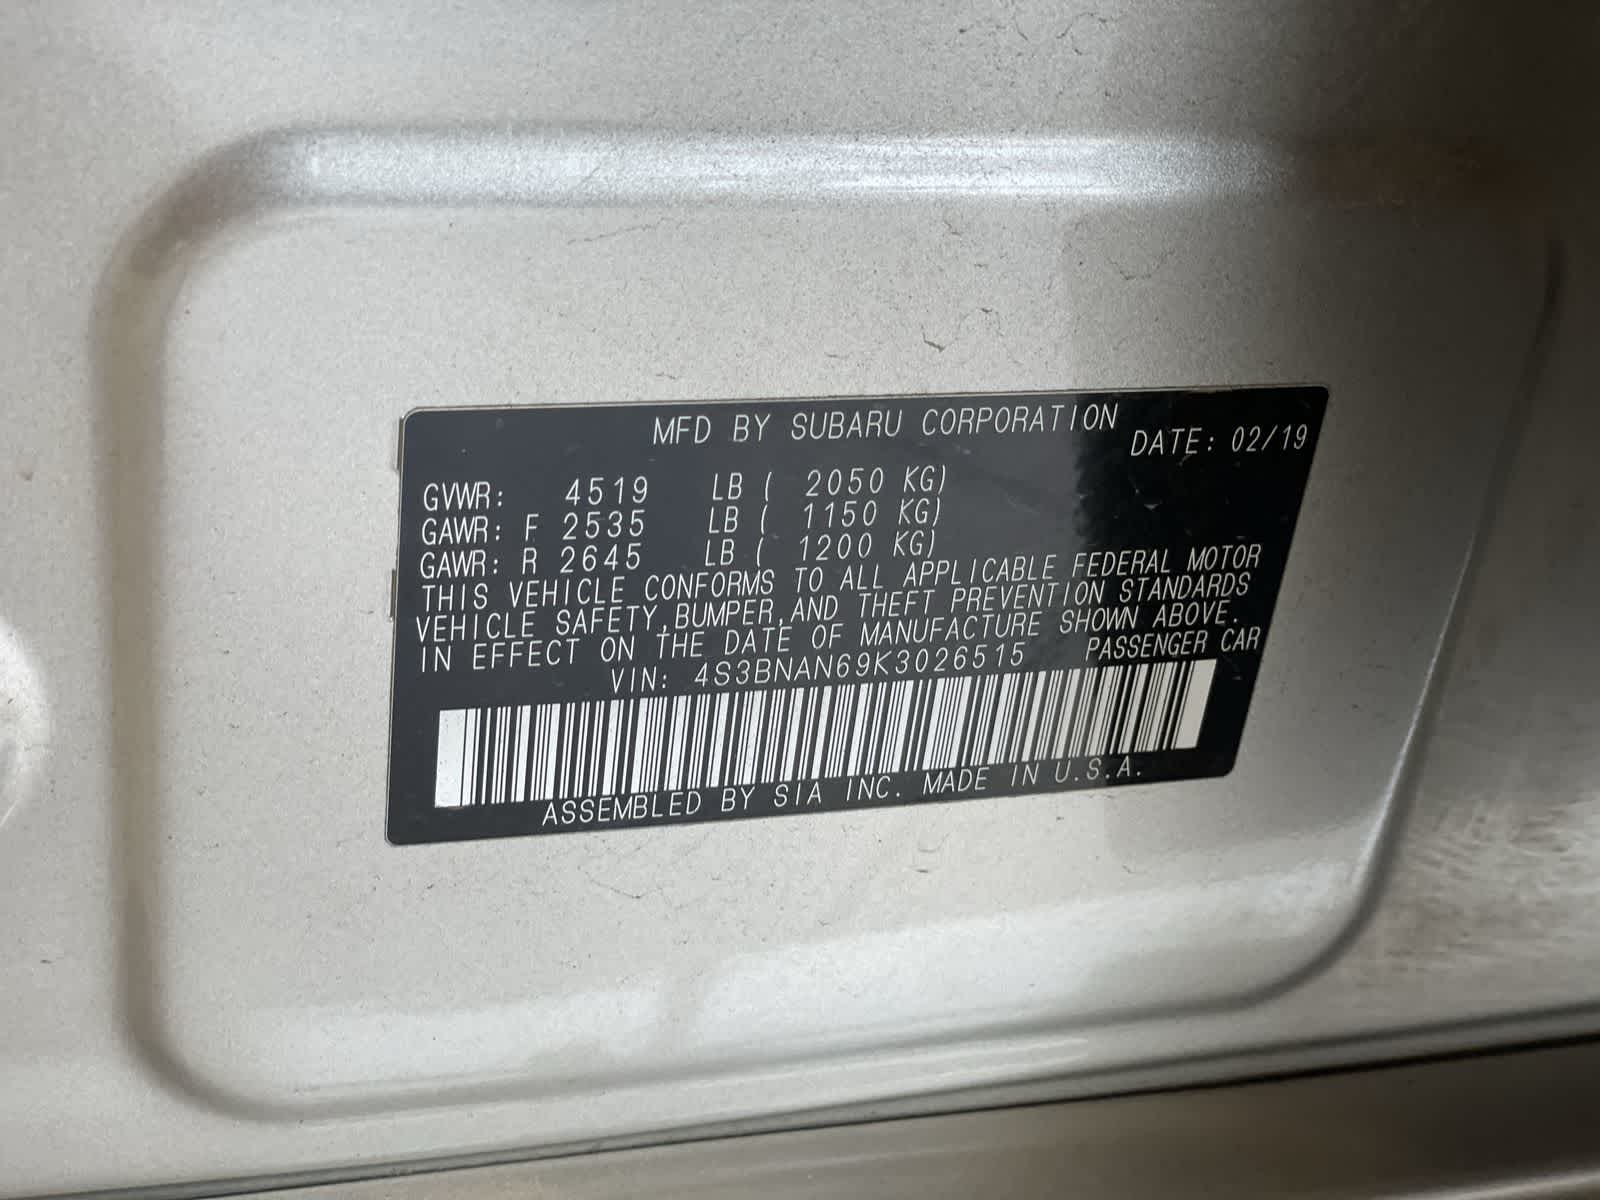 MFD BY SUBARU CORPORATION
DATE: 02/19
GVWR: 4519 LB ( 2050 KG)
GAWR: F 2535 LB ( 1150 KG)
GAWR: R 2645 LB ( 1200 KG)
THIS VEHICLE CONFORMS TO ALL APPLICABLE FEDERAL MOTOR
VEHICLE SAFETY,BUMPER,AND THEFT PREVENTION STANDARDS
IN EFFECT ON THE DATE OF MANUFACTURE SHOWN ABOVE.
VIN: 4S3BNAN69K3026515 PASSENGER CAR
ASSEMBLED BY SIA INC. MADE IN U.S.A.